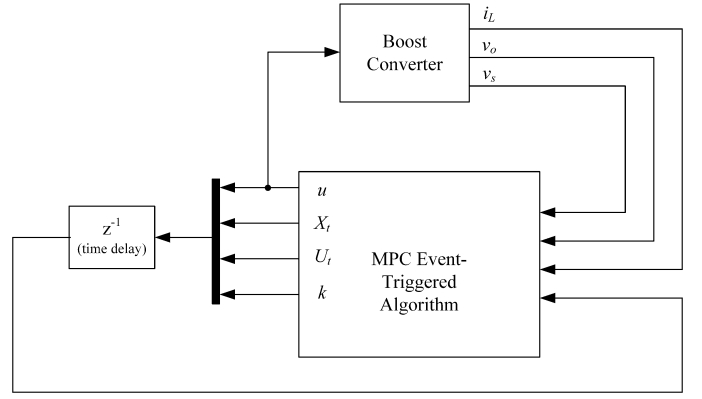 Boost
Converter
i_L
v_o
v_s
u
X_t
U_t
k
MPC Event-
Triggered
Algorithm
z^-1
(time delay)